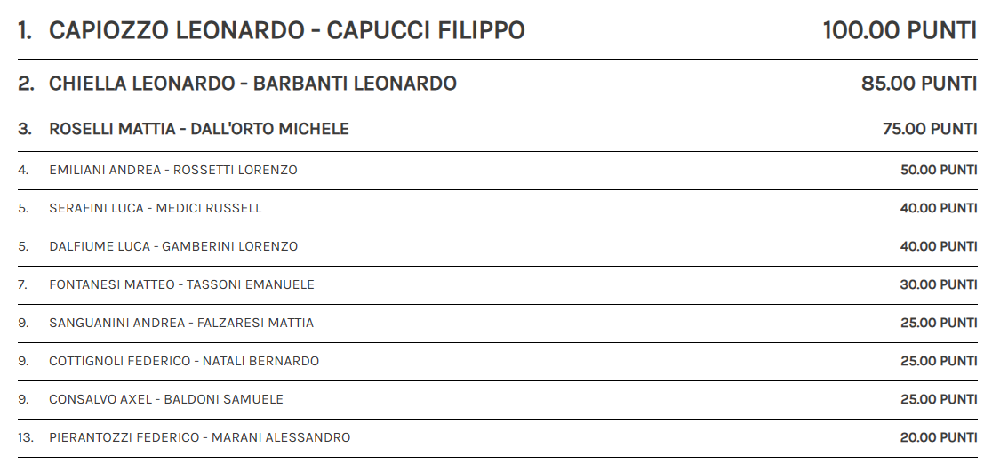 1. CAPIOZZO LEONARDO - CAPUCCI FILIPPO 100.00 PUNTI
2. CHIELLA LEONARDO - BARBANTI LEONARDO 85.00 PUNTI
3. ROSELLI MATTIA - DALL'ORTO MICHELE 75.00 PUNTI
4. EMILIANI ANDREA - ROSSETTI LORENZO 50.00 PUNTI
5. SERAFINI LUCA - MEDICI RUSSELL 40.00 PUNTI
5. DALFIUME LUCA - GAMBERINI LORENZO 40.00 PUNTI
7. FONTANESI MATTEO - TASSONI EMANUELE 30.00 PUNTI
9. SANGUANINI ANDREA - FALZARESI MATTIA 25.00 PUNTI
9. COTTIGNOLI FEDERICO - NATALI BERNARDO 25.00 PUNTI
9. CONSALVO AXEL - BALDONI SAMUELE 25.00 PUNTI
13. PIERANTOZZI FEDERICO - MARANI ALESSANDRO 20.00 PUNTI